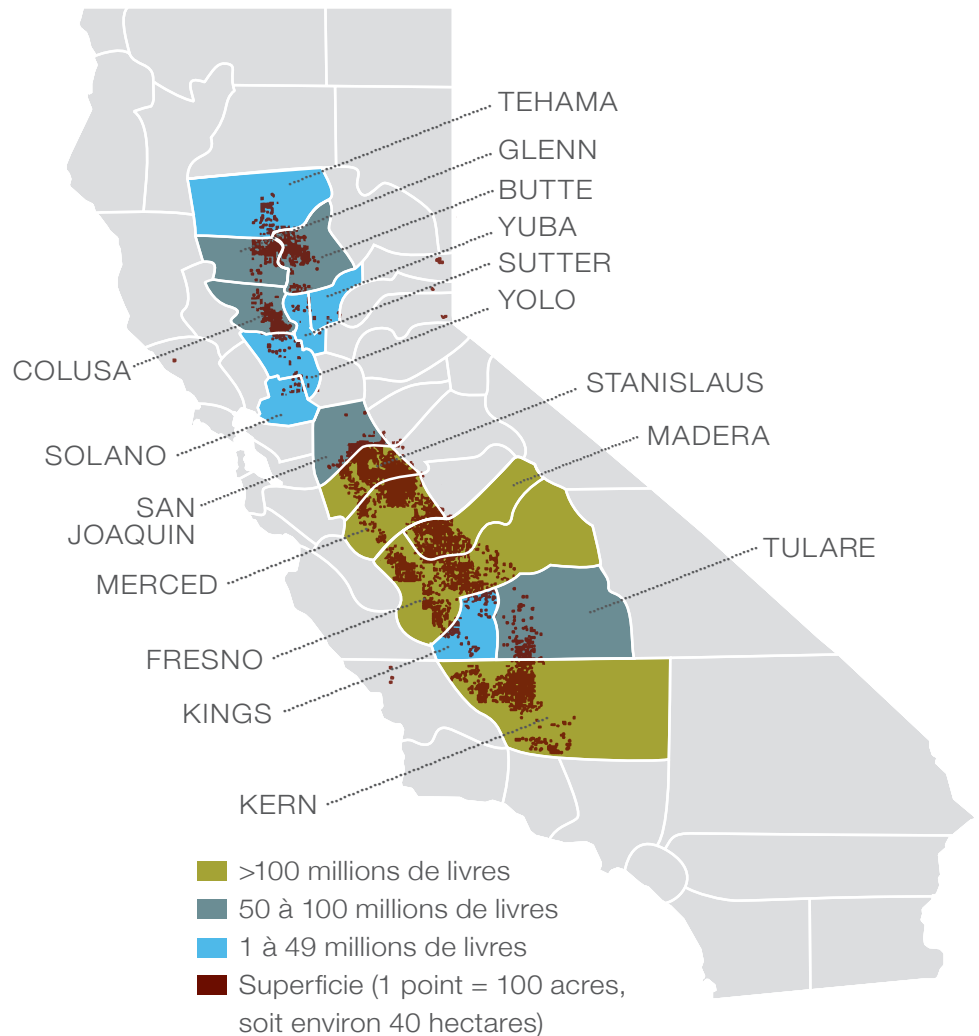 TEHAMA
GLENN
BUTTE
YUBA
SUTTER
YOLO
COLUSA
STANISLAUS
MADERA
SOLANO
SAN
JOAQUIN
TULARE
MERCED
FRESNO
KINGS
KERN
>100 millions de livres
50 à 100 millions de livres
1 à 49 millions de livres
Superficie (1 point = 100 acres,
soit environ 40 hectares)